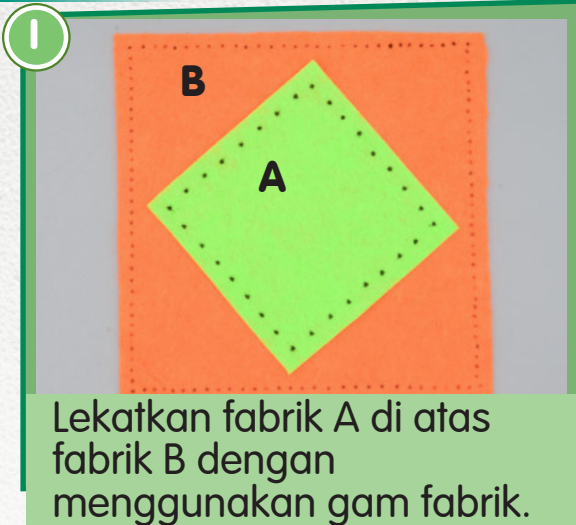 1
B
A
Lekatkan fabrik A di atas
fabrik B dengan
menggunakan gam fabrik.